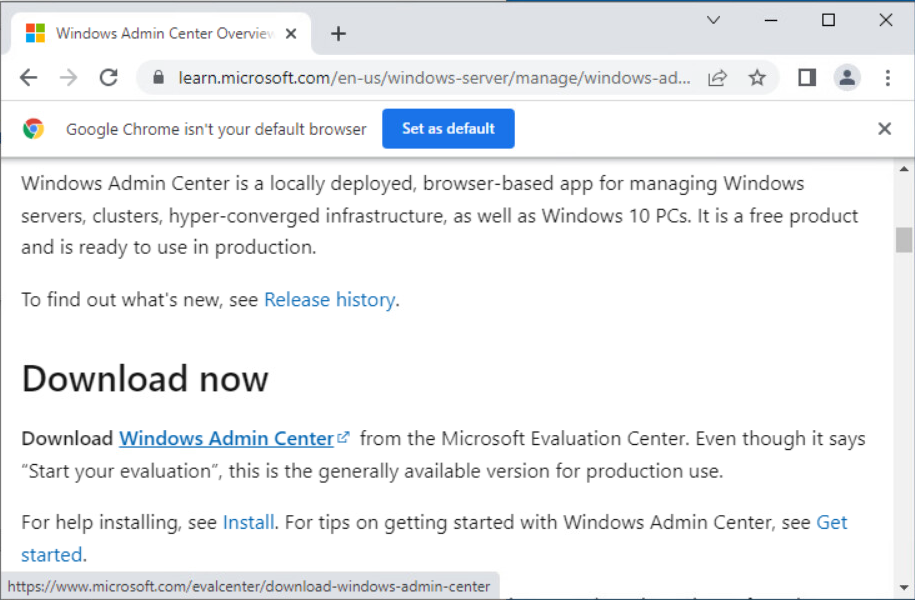 Windows Admin Center Overview
learn.microsoft.com/en-us/windows-server/manage/windows-ad...
Google Chrome isn't your default browser
Set as default
Windows Admin Center is a locally deployed, browser-based app for managing Windows
servers, clusters, hyper-converged infrastructure, as well as Windows 10 PCs. It is a free product
and is ready to use in production.
To find out what's new, see Release history.
Download now
Download Windows Admin Center from the Microsoft Evaluation Center. Even though it says
“Start your evaluation”, this is the generally available version for production use.
For help installing, see Install. For tips on getting started with Windows Admin Center, see Get
started.
https://www.microsoft.com/evalcenter/download-windows-admin-center